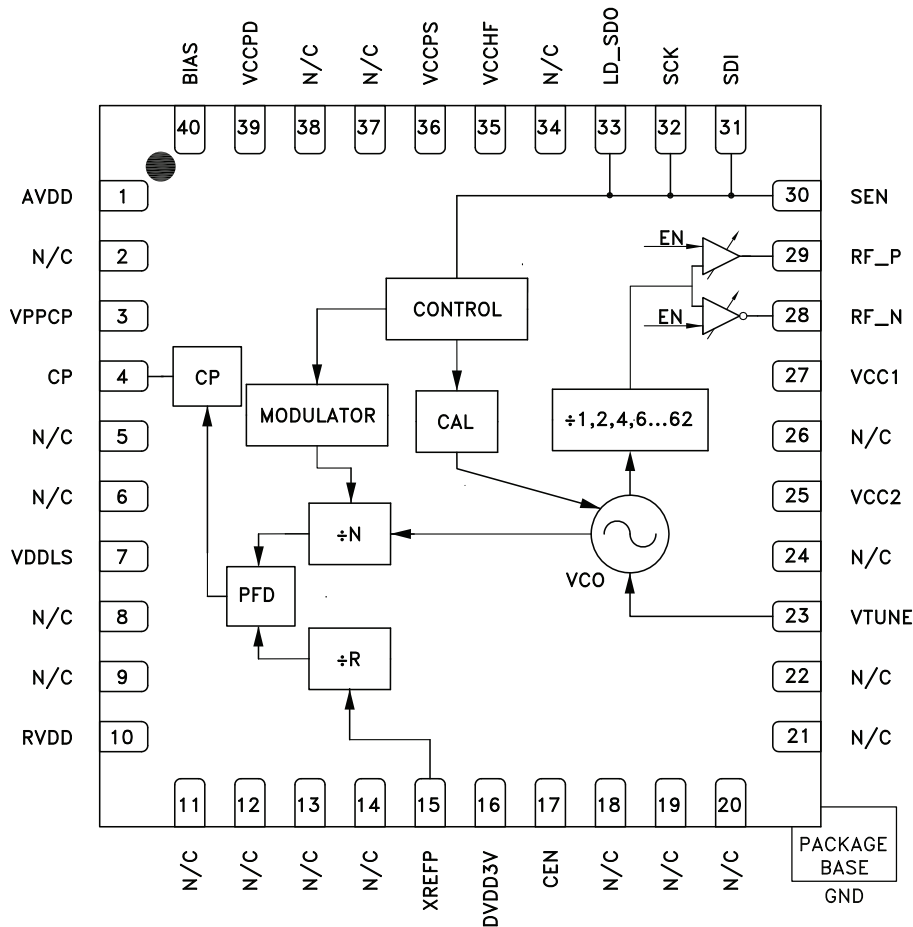 BIAS
VCCPD
N/C
N/C
VCCPS
VCCHF
N/C
LD_SDO
SCK
SDI
40
39
38
37
36
35
34
33
32
31
AVDD
1
30
SEN
N/C
2
EN
29
RF_P
VPPCP
3
CONTROL
EN
28
RF_N
CP
4
CP
27
VCC1
N/C
5
MODULATOR
CAL
÷1,2,4,6...62
26
N/C
N/C
6
25
VCC2
÷N
VDDLS
7
VCO
24
N/C
PFD
N/C
8
23
VTUNE
÷R
N/C
9
22
N/C
RVDD
10
21
N/C
11
12
13
14
15
16
17
18
19
20
N/C
N/C
N/C
N/C
XREFP
DVDD3V
CEN
N/C
N/C
N/C
PACKAGE
BASE
GND